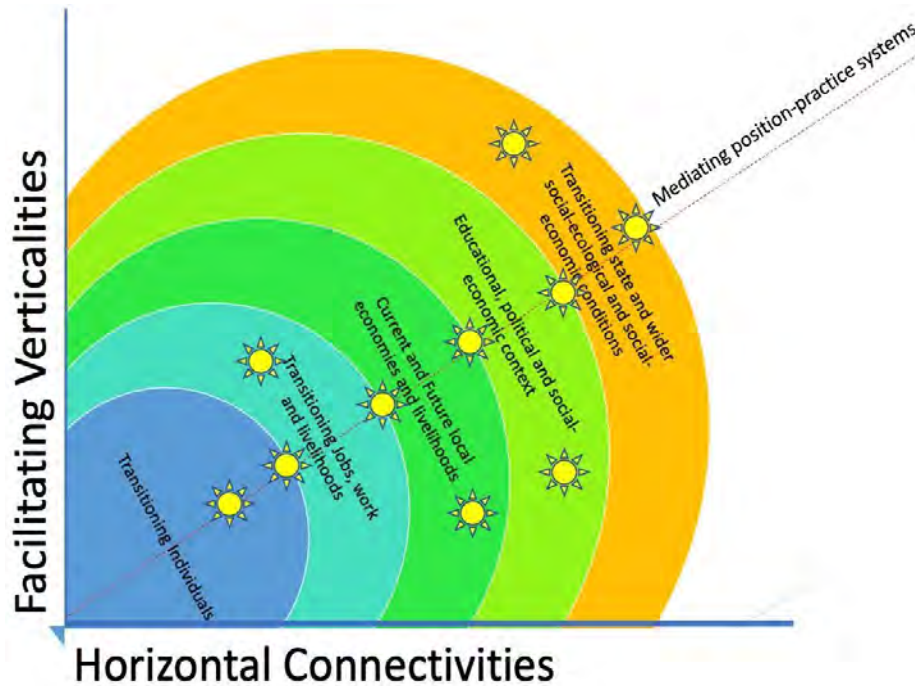 Facilitating Verticalities
Mediating position-practice systems
Transitioning state and wider
social-ecological and social-
economic conditions
Educational, political and social-
economic context
Current and Future local
economies and livelihoods
Transitioning Jobs, work
and livelihoods
Transitioning Individuals
Horizontal Connectivities